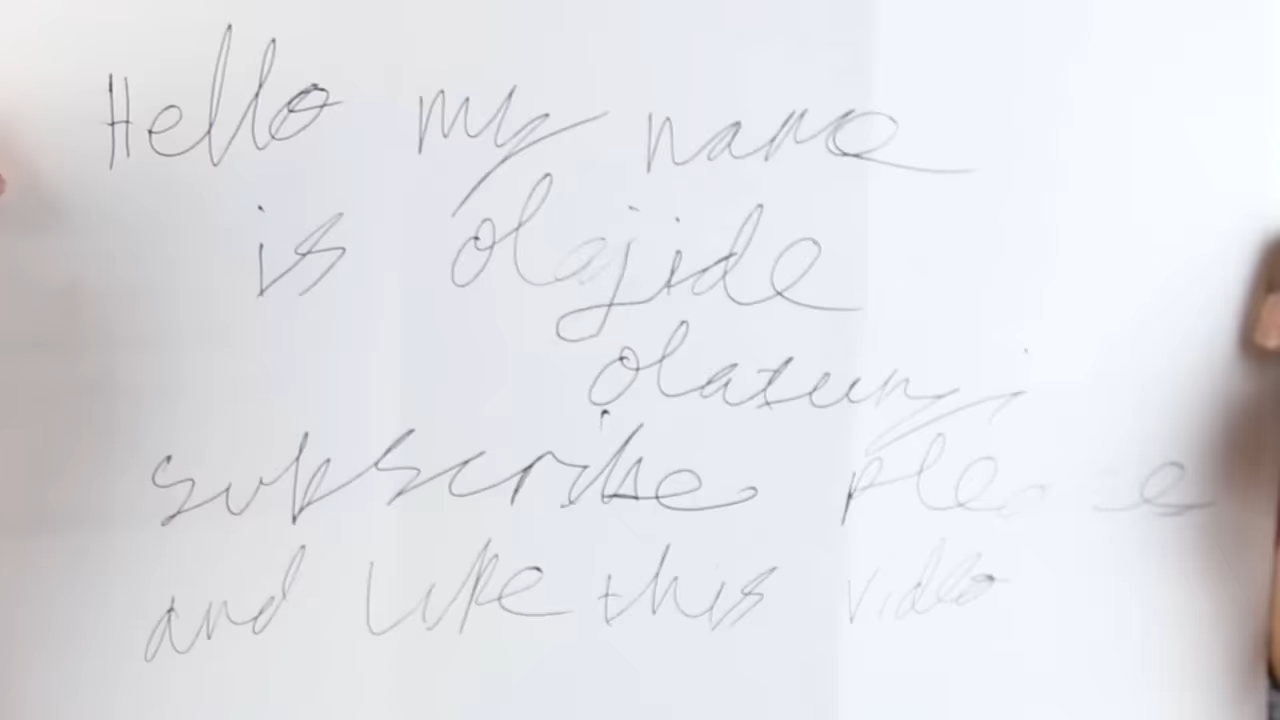 Hello my name
is olajide
olatunji
subscribe please
and like this video